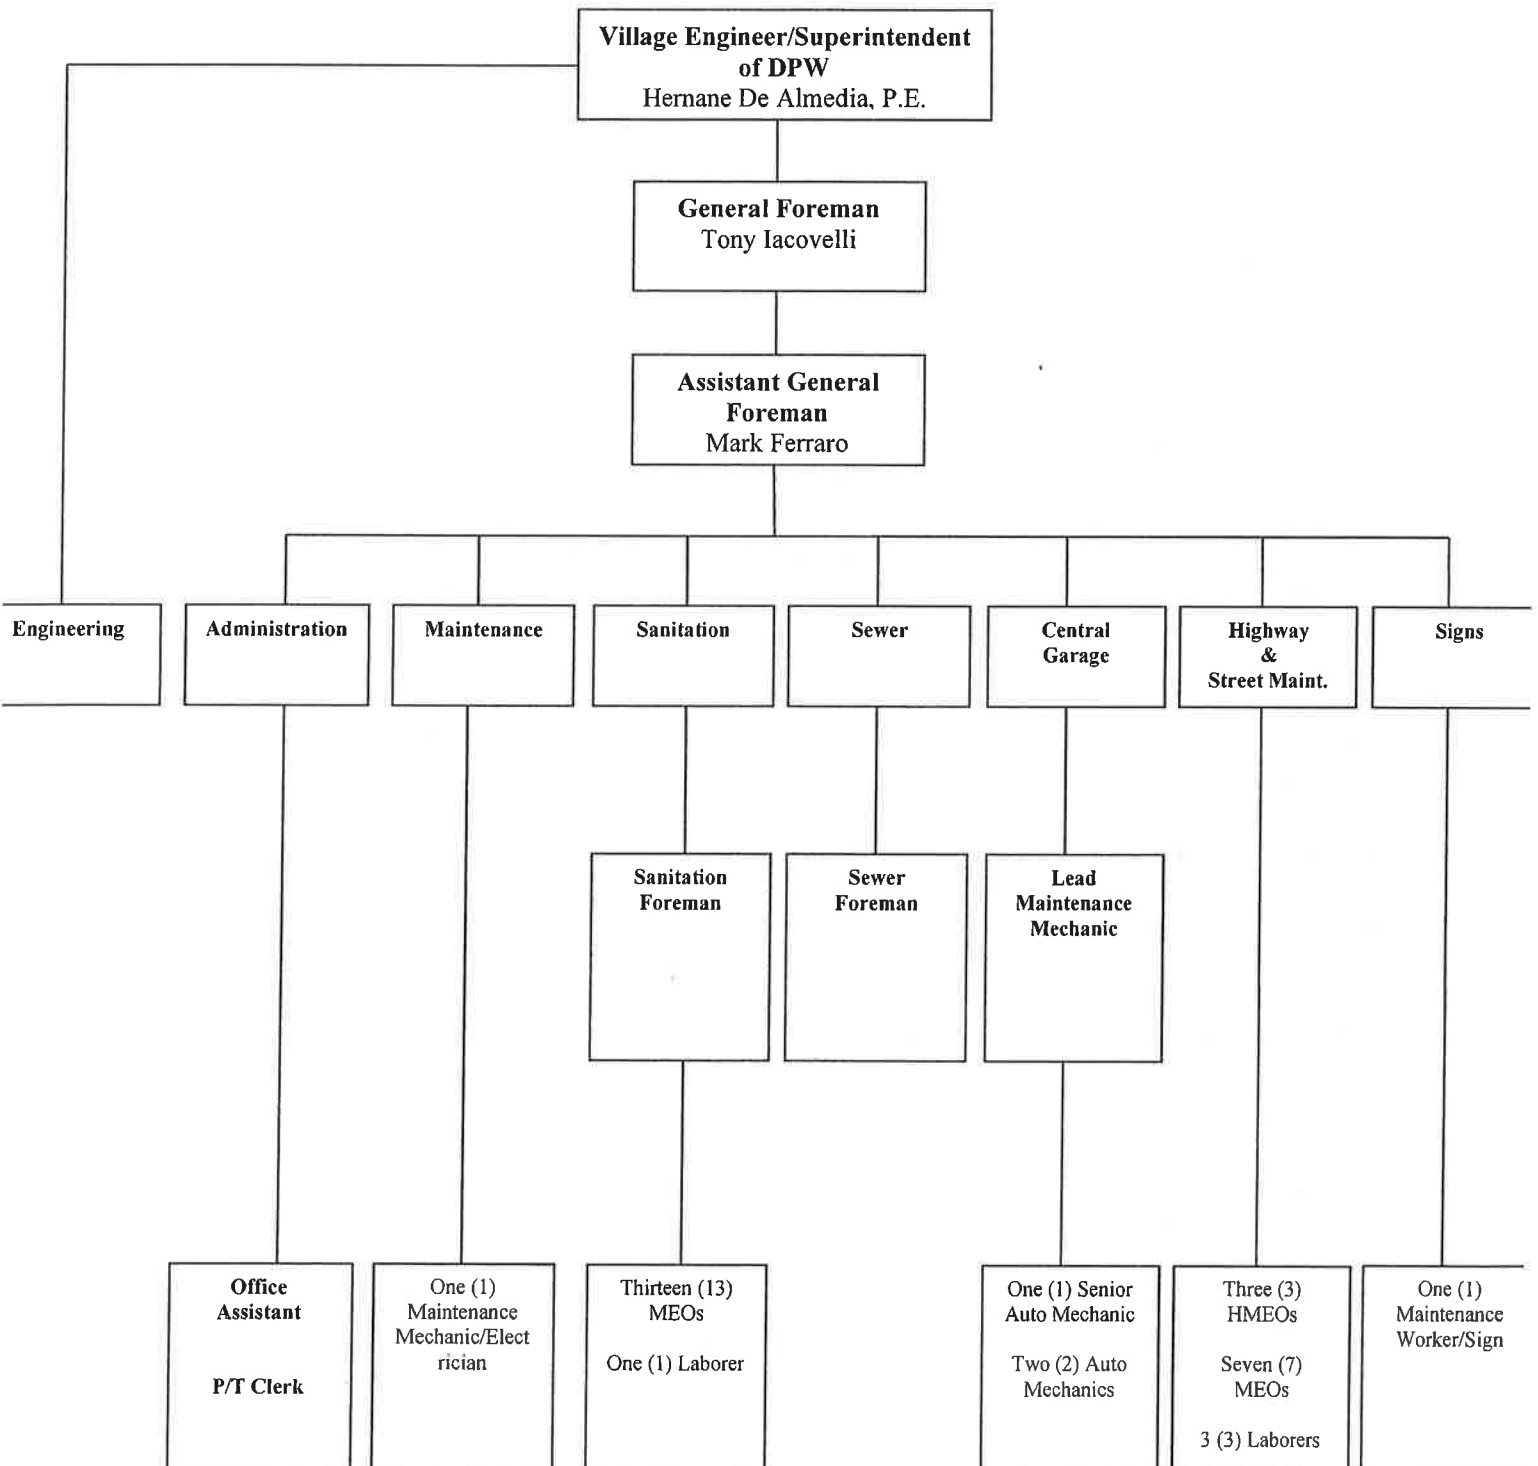 Village Engineer/Superintendent
of DPW
Hernane De Almedia, P.E.
General Foreman
Tony Iacovelli
Assistant General
Foreman
Mark Ferraro
Engineering
Administration
Maintenance
Sanitation
Sewer
Central
Garage
Highway
&
Street Maint.
Signs
Sanitation
Foreman
Sewer
Foreman
Lead
Maintenance
Mechanic
Office
Assistant
P/T Clerk
One (1)
Maintenance
Mechanic/Elect
rician
Thirteen (13)
MEOs
One (1) Laborer
One (1) Senior
Auto Mechanic
Two (2) Auto
Mechanics
Three (3)
HMEOs
Seven (7)
MEOs
3 (3) Laborers
One (1)
Maintenance
Worker/Sign